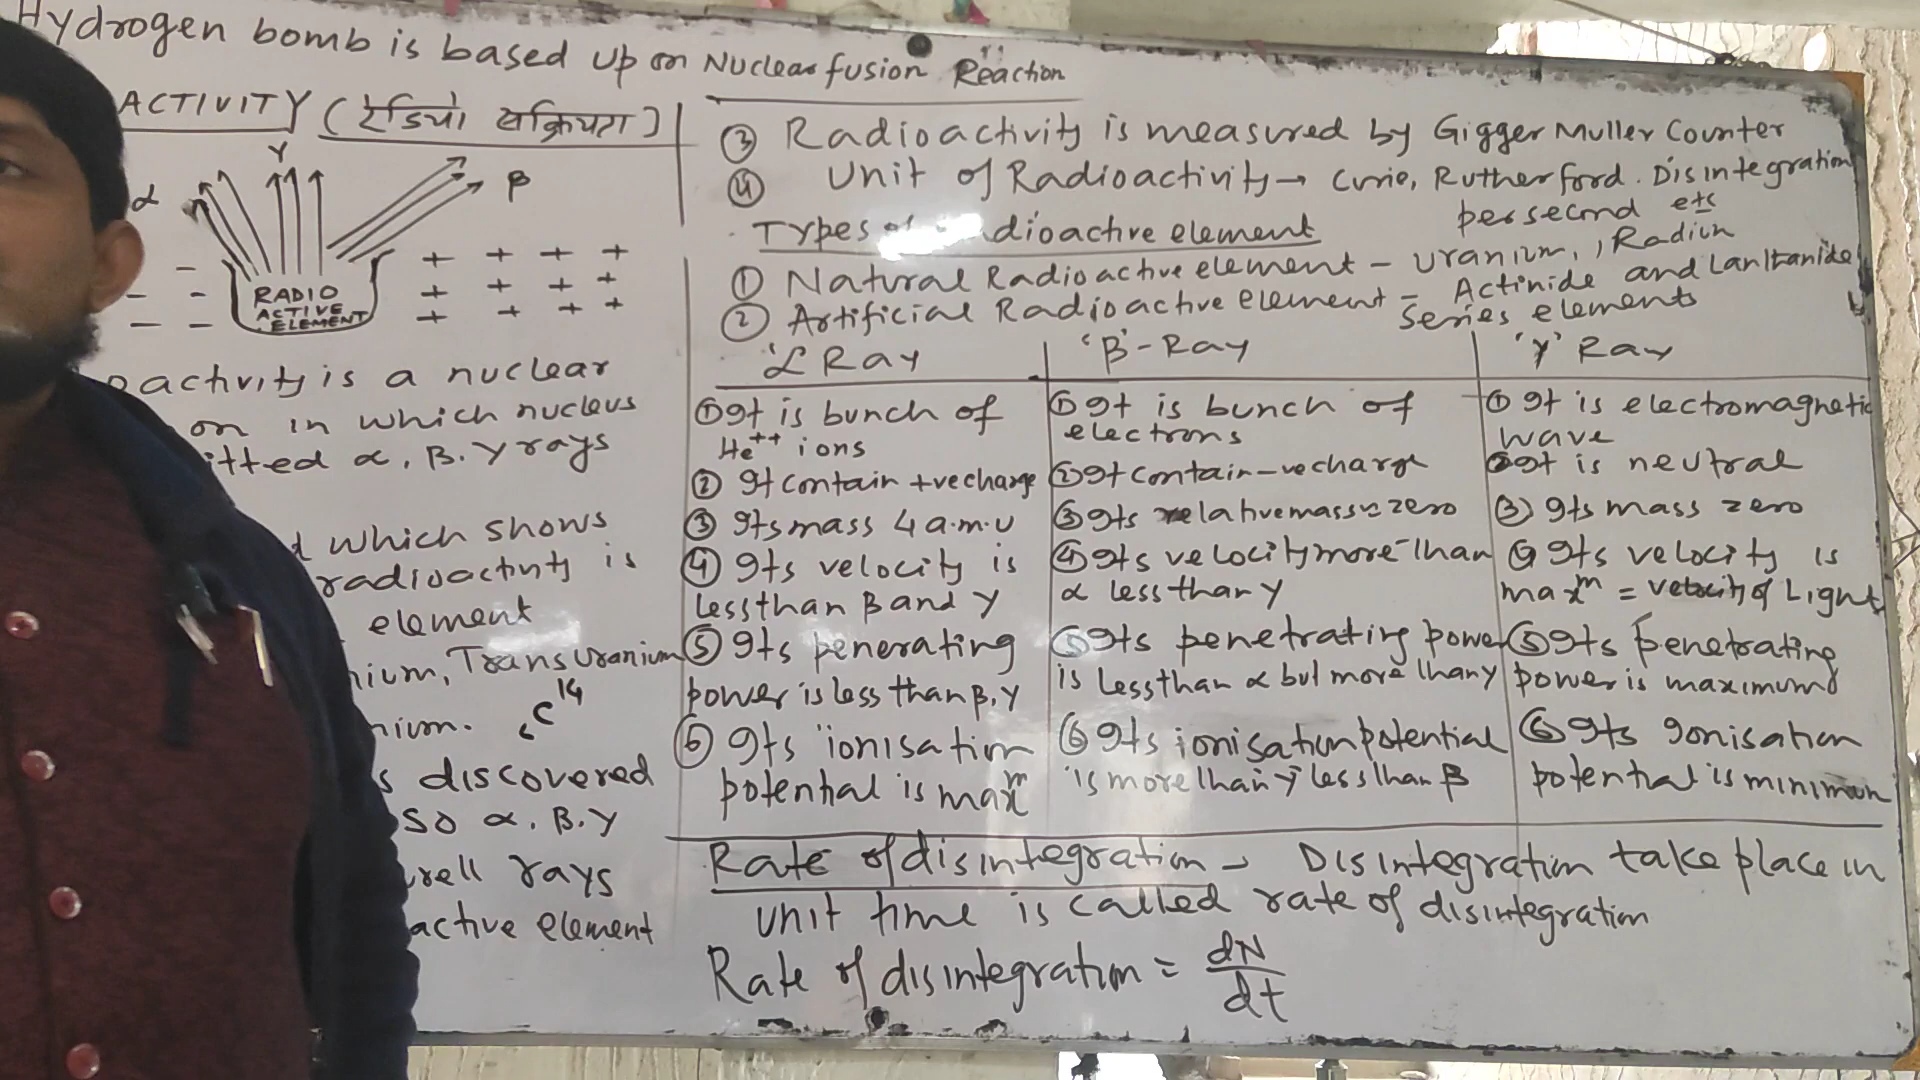 Hydrogen bomb is based up on Nuclear fusion Reaction
ACTIVITY (रेडियो सक्रियता)
α
γ
β
RADIO
ACTIVE
ELEMENT
activity is a nuclear
on in which nucleus
itted α, β, γ rays
which shows
radioactivity is
element
nium, Trans Uranium
nium. 6C14
s discovered
so α, β, γ
rell rays
active element
③ Radioactivity is measured by Gigger Muller Counter
④ Unit of Radioactivity → Curie, Rutherford. Disintegration
per second etc
Types of dioactive element
① Natural Radioactive element - Uranium, , Radium
② Artificial Radioactive element - Actinide and Lanthanide
Series elements
'α Ray
① It is bunch of
He++ ions
② It contain +ve charge
③ Its mass 4 a.m.u
④ Its velocity is
less than β and γ
⑤ Its penerating
power is less than β, γ
⑥ Its ionisation
potential is maxm
'β'-Ray
① It is bunch of
electrons
② It contain -ve charge
③ Its relative mass = zero
④ Its velocity more than
α less than γ
⑤ Its penetrating power
is less than α but more than γ
⑥ Its ionisation potential
is more than γ less than β
'γ' Ray
① It is electromagnetic
wave
② It is neutral
③ Its mass zero
④ Its velocity is
maxm = velocity of Light
⑤ Its penetrating
power is maximum
⑥ Its Ionisation
potential is minimum
Rate of disintegration → Disintegration take place in
unit time is called rate of disintegration
Rate of disintegration = dN/dt